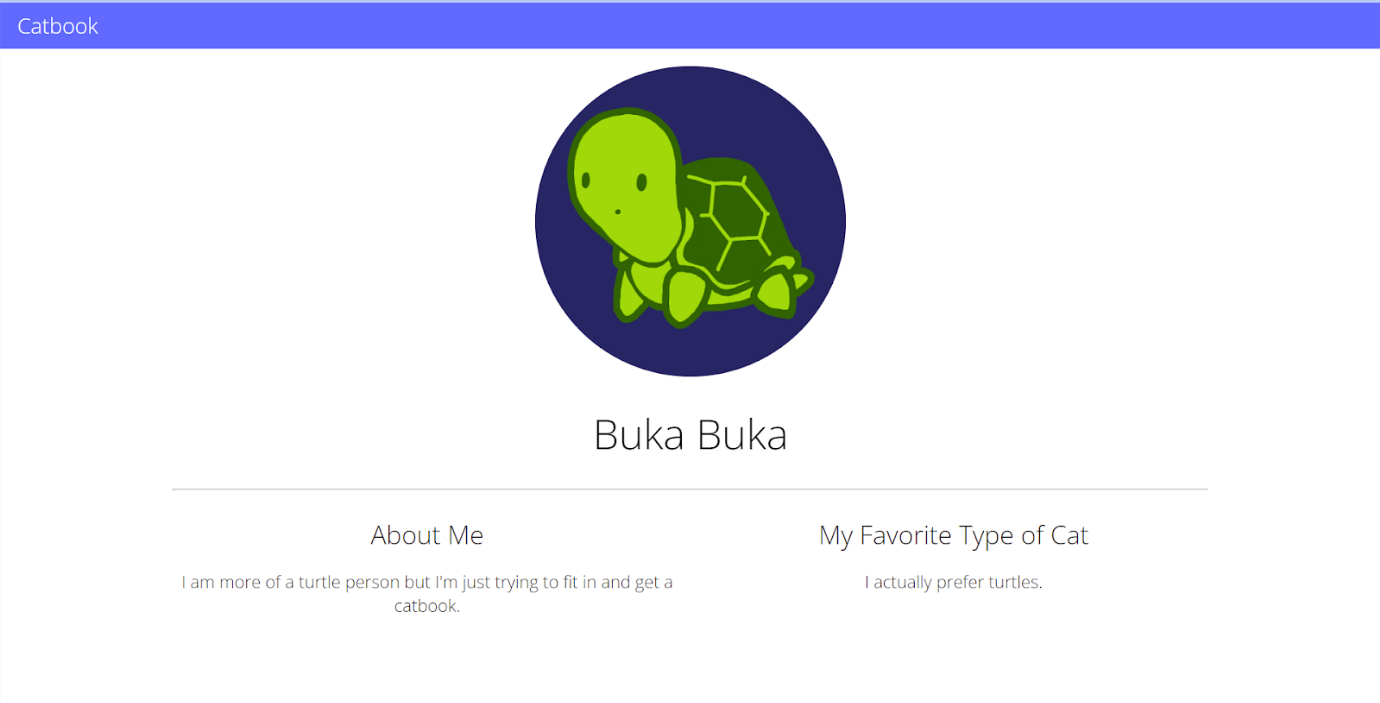 Catbook
Buka Buka
About Me
I am more of a turtle person but I'm just trying to fit in and get a
catbook.
My Favorite Type of Cat
I actually prefer turtles.